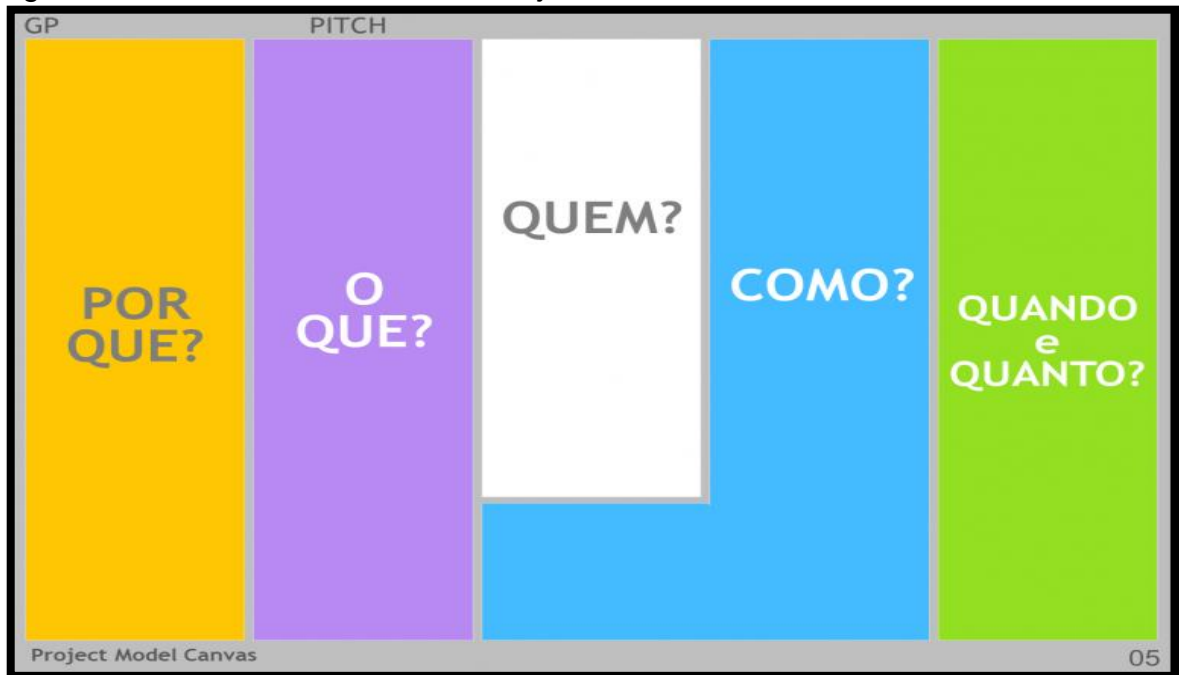 GP
PITCH
POR
QUE?
O
QUE?
QUEM?
COMO?
QUANDO
e
QUANTO?
Project Model Canvas
05